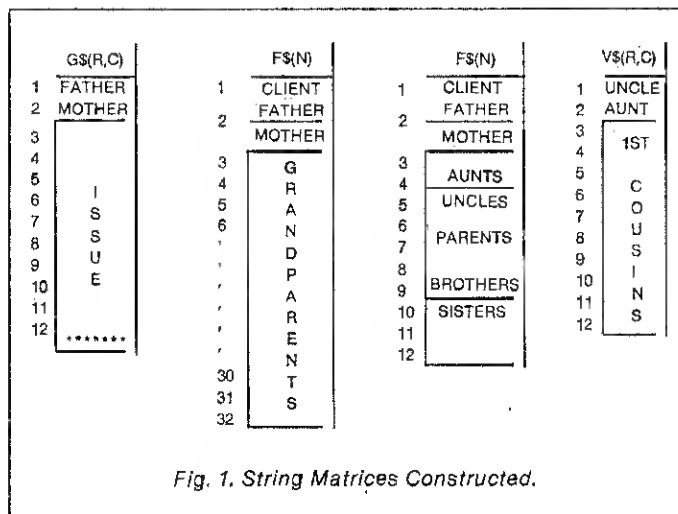 G$(R,C)
1 FATHER
2 MOTHER
3
4
5
6 I
7 S
8 S
9 U
10 E
11
12 *******
F$(N)
1 CLIENT
FATHER
2
MOTHER
3 G
4 R
5 A
6 N
' D
' P
' A
' R
' E
30 N
31 T
32 S
F$(N)
1 CLIENT
FATHER
2
MOTHER
3
AUNTS
4
5 UNCLES
6
PARENTS
7
8
BROTHERS
9
10 SISTERS
11
12
V$(R,C)
1 UNCLE
2 AUNT
3
1ST
4
5 C
6 O
7 U
8 S
9 I
10 N
11 S
12
Fig. 1. String Matrices Constructed.